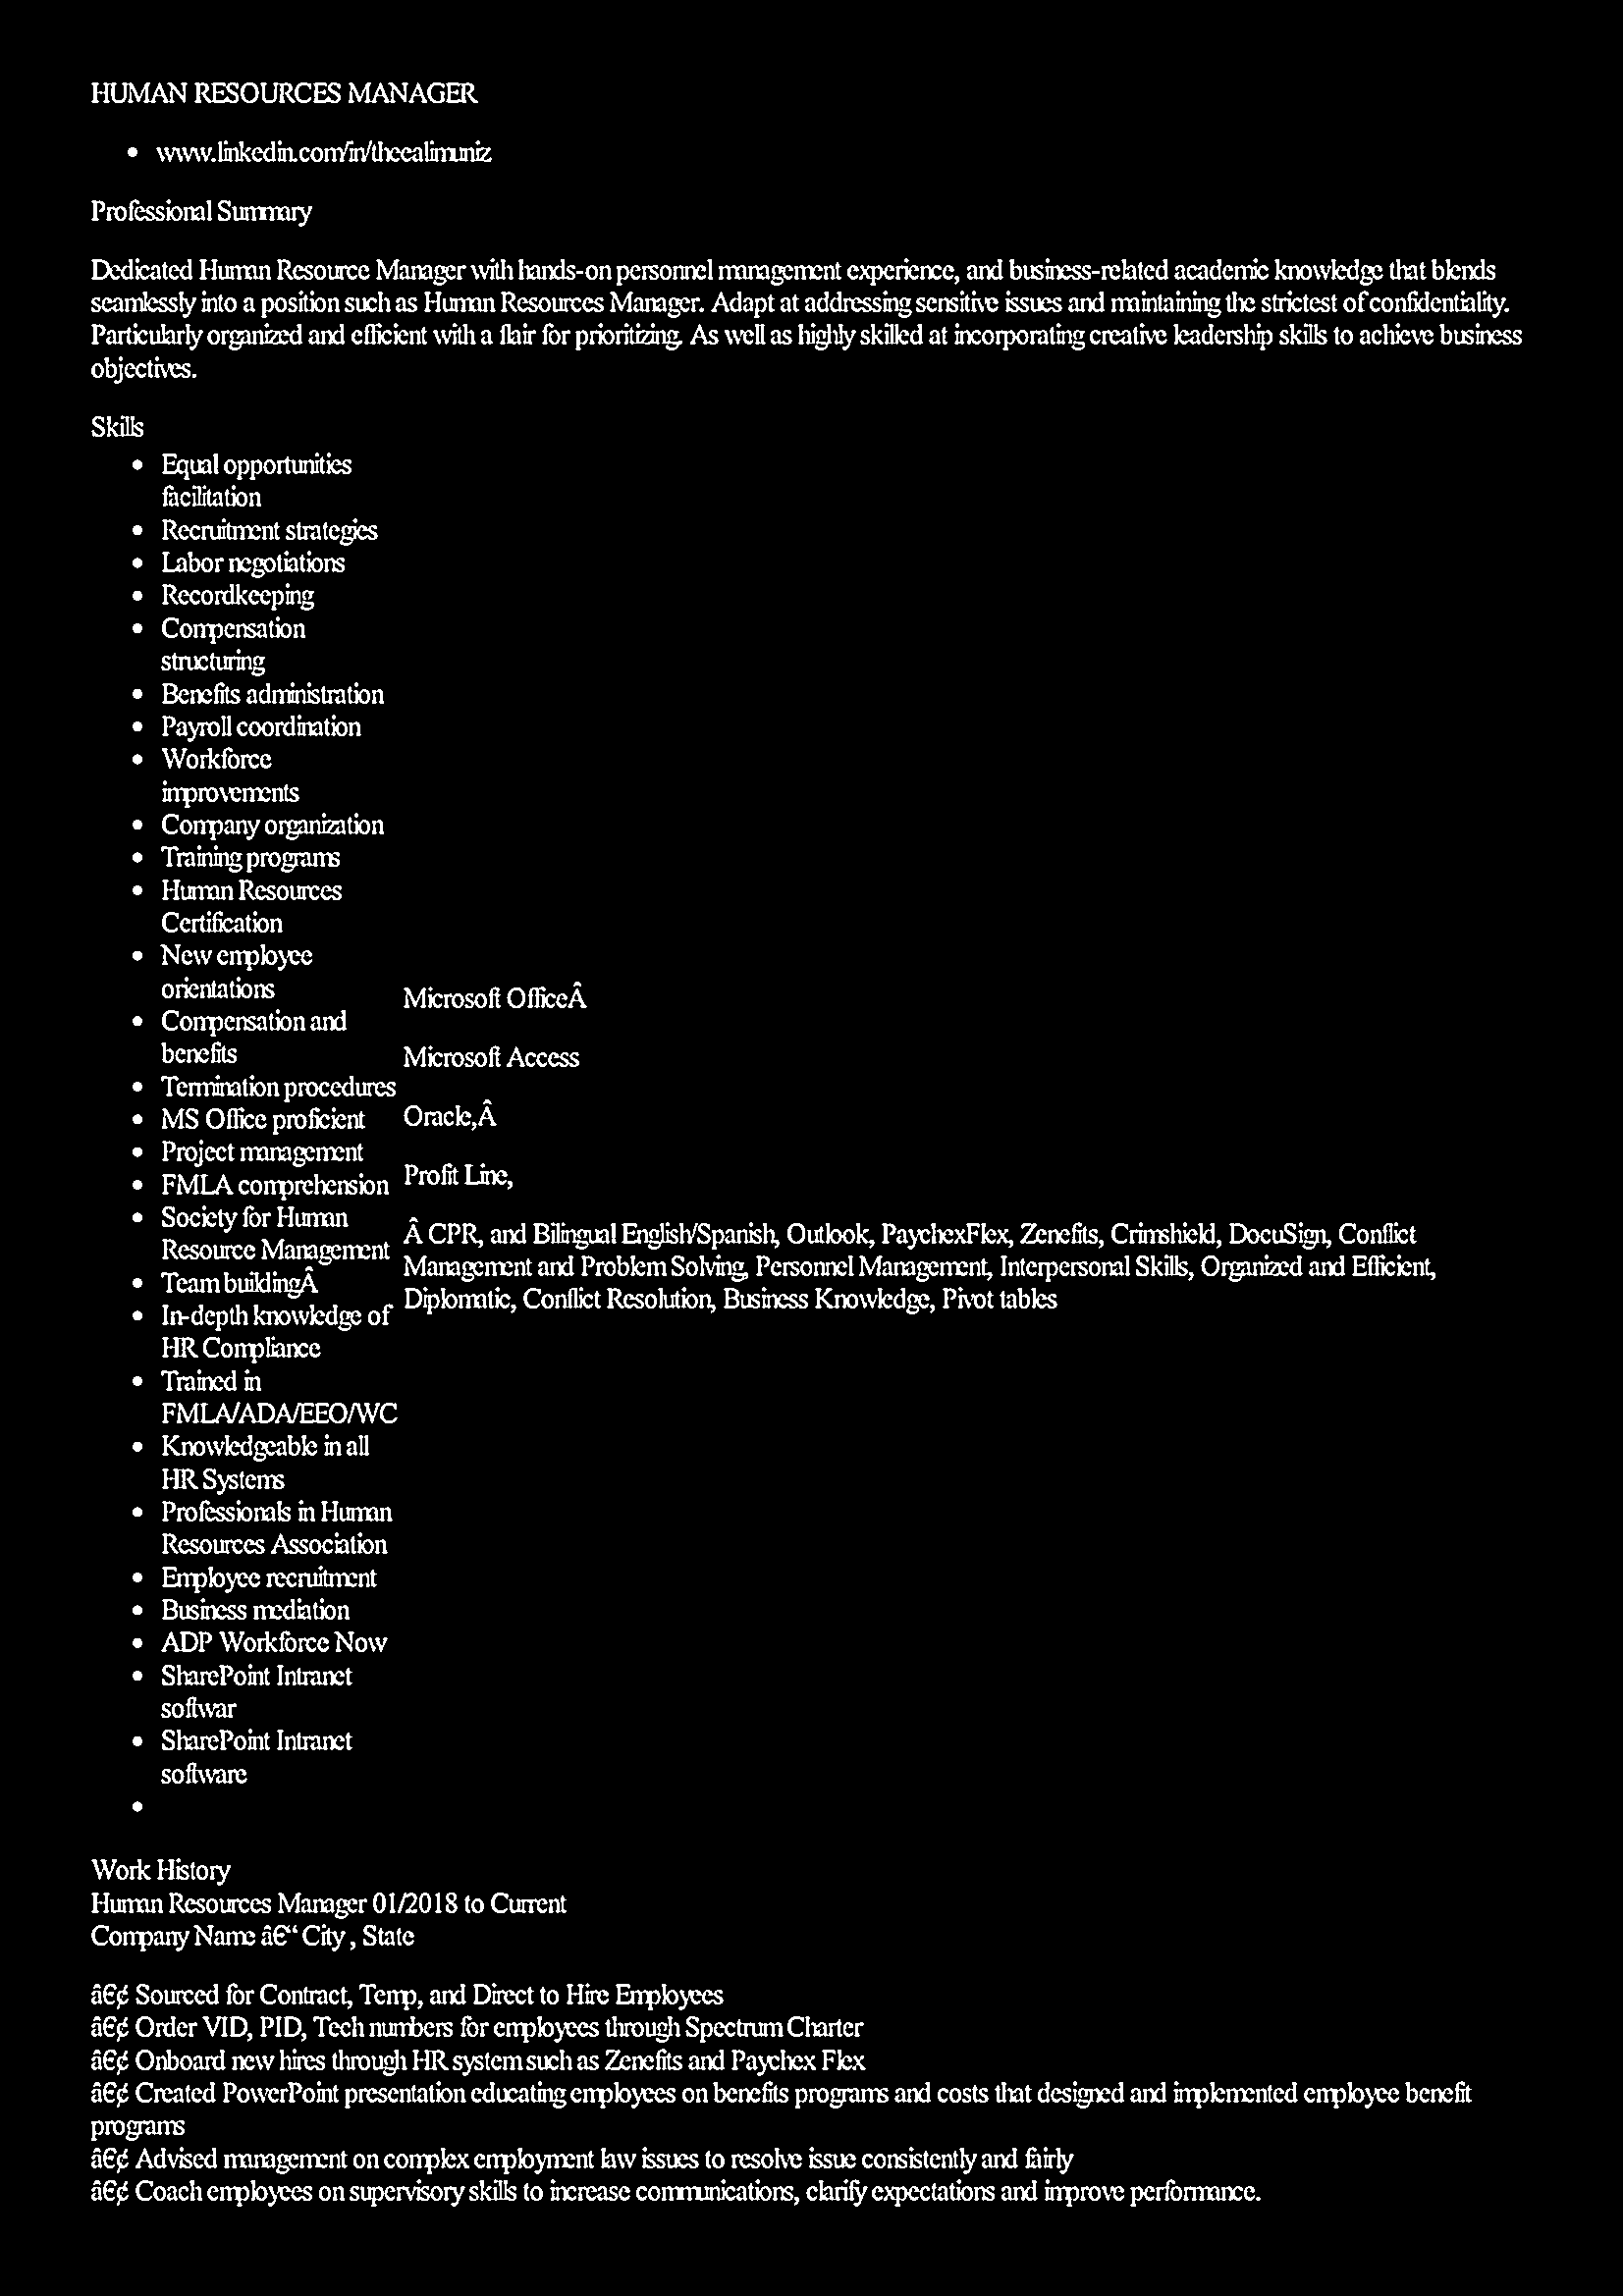 HUMAN RESOURCES MANAGER
• www.linkedin.com/in/theealimuniz
Professional Summary
Dedicated Human Resource Manager with hands-on personnel management experience, and business-related academic knowledge that blends
seamlessly into a position such as Human Resources Manager. Adapt at addressing sensitive issues and maintaining the strictest of confidentiality.
Particularly organized and efficient with a flair for prioritizing. As well as highly skilled at incorporating creative leadership skills to achieve business
objectives.
Skills
• Equal opportunities
facilitation
• Recruitment strategies
• Labor negotiations
• Recordkeeping
• Compensation
structuring
• Benefits administration
• Payroll coordination
• Workforce
improvements
• Company organization
• Training programs
• Human Resources
Certification
• New employee
orientations
• Compensation and
benefits
• Termination procedures
• MS Office proficient
• Project management
• FMLA comprehension
• Society for Human
Resource Management
• Team buildingÂ
• In-depth knowledge of
HR Compliance
• Trained in
FMLA/ADA/EEO/WC
• Knowledgeable in all
HR Systems
• Professionals in Human
Resources Association
• Employee recruitment
• Business mediation
• ADP Workforce Now
• SharePoint Intranet
softwar
• SharePoint Intranet
software
•
Microsoft OfficeÂ
Microsoft Access
Oracle,Â
Profit Line,
Â CPR, and Bilingual English/Spanish, Outlook, PaychexFlex, Zenefits, Crimshield, DocuSign, Conflict
Management and Problem Solving, Personnel Management, Interpersonal Skills, Organized and Efficient,
Diplomatic, Conflict Resolution, Business Knowledge, Pivot tables
Work History
Human Resources Manager 01/2018 to Current
Company Name â€“ City , State
â€¢ Sourced for Contract, Temp, and Direct to Hire Employees
â€¢ Order VID, PID, Tech numbers for employees through Spectrum Charter
â€¢ Onboard new hires through HR system such as Zenefits and Paychex Flex
â€¢ Created PowerPoint presentation educating employees on benefits programs and costs that designed and implemented employee benefit
programs
â€¢ Advised management on complex employment law issues to resolve issue consistently and fairly
â€¢ Coach employees on supervisory skills to increase communications, clarify expectations and improve performance.